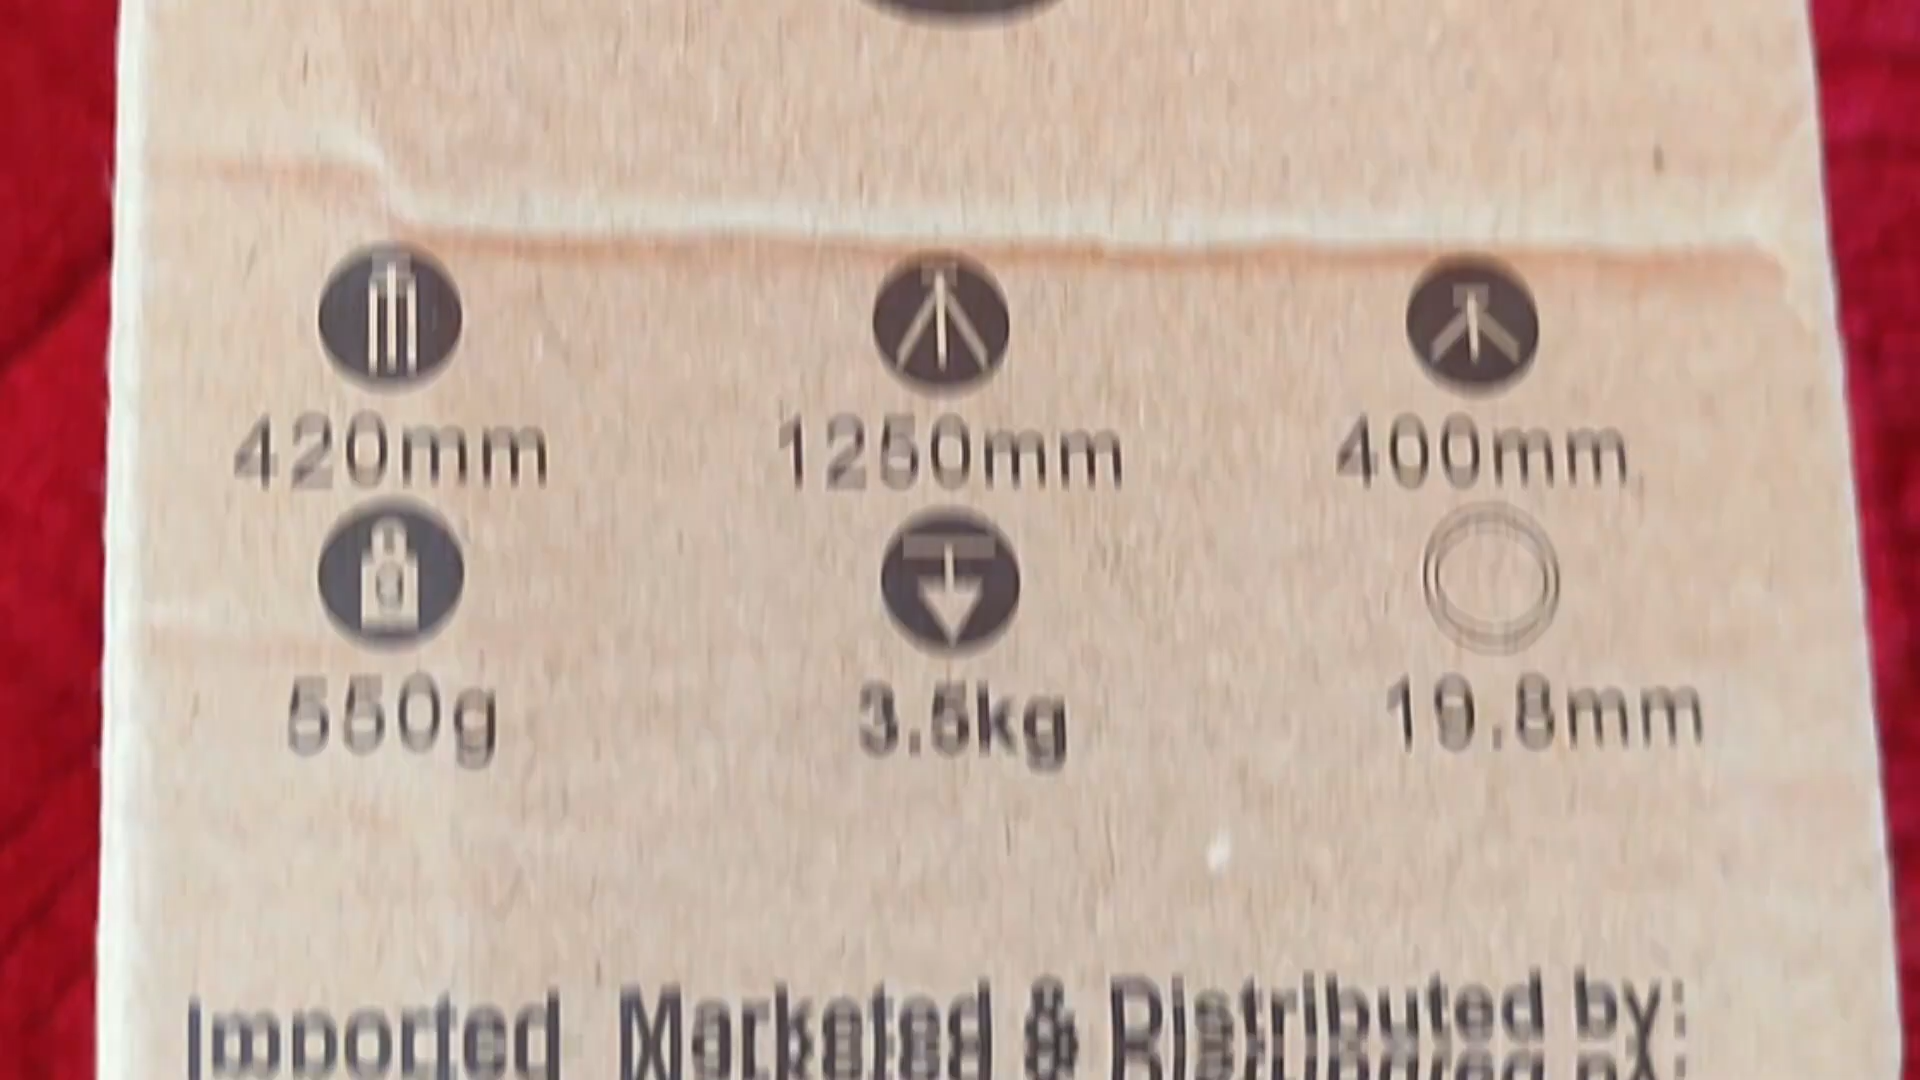 420mm 1250mm 400mm
g
550g 3.5kg 19.8mm
Imported Marketed & Distributed by: